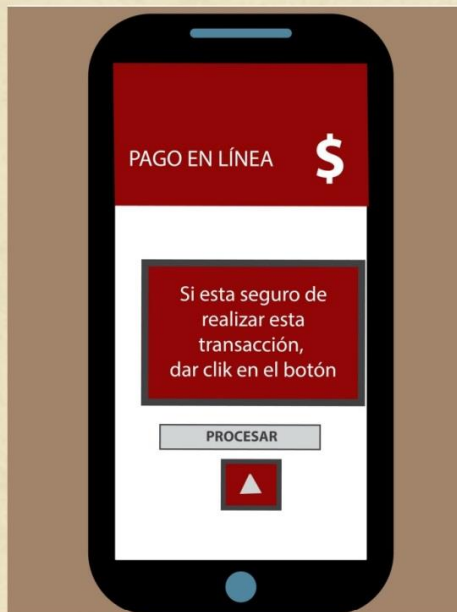 PAGO EN LÍNEA $
Si esta seguro de
realizar esta
transacción,
dar clik en el botón
PROCESAR